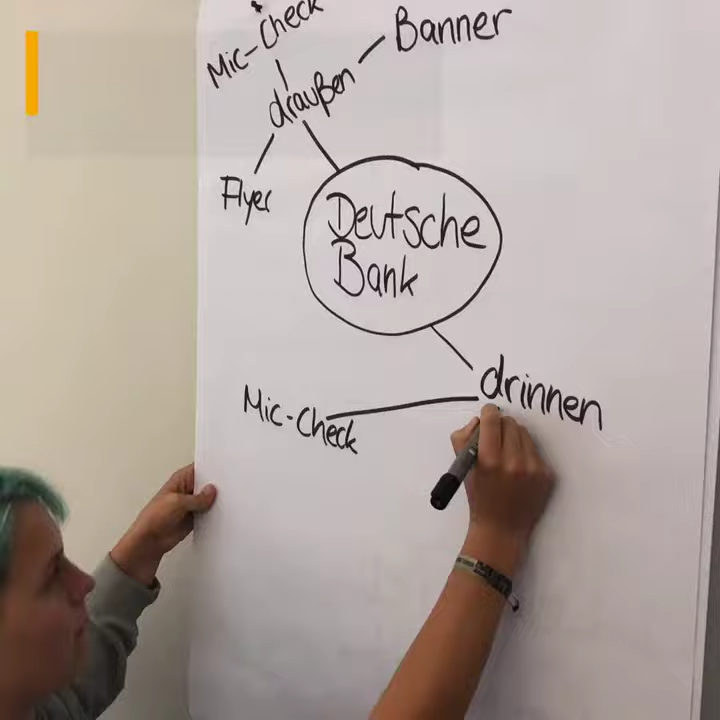 Mic-Check
Banner
draußen
Flyer
Deutsche
Bank
drinnen
Mic-Check